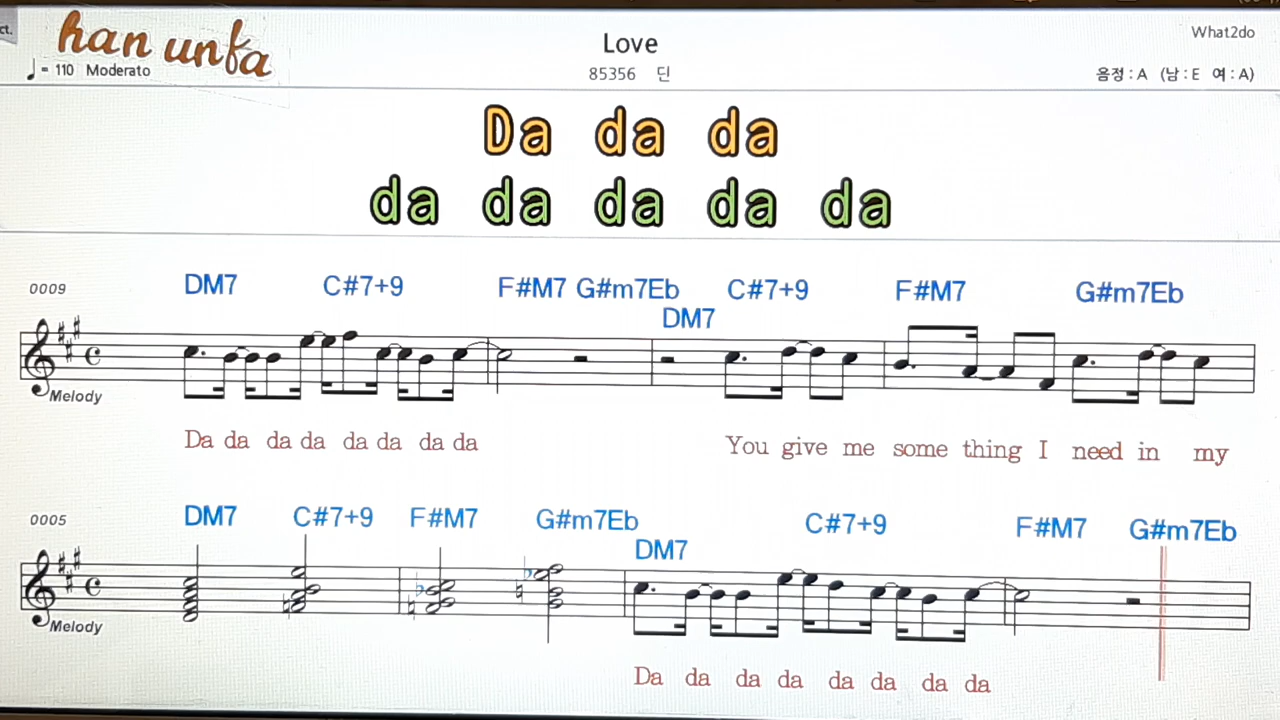 ct.
han unfa
Love
What2do
♩= 110 Moderato
85356 딘
음정 : A (남 : E 여 : A)
Da da da
da da da da da
0009
DM7 C#7+9 F#M7 G#m7Eb DM7 C#7+9 F#M7 G#m7Eb
Melody
Da da da da da da da da You give me some thing I need in my
0005
DM7 C#7+9 F#M7 G#m7Eb DM7 C#7+9 F#M7 G#m7Eb
Melody
Da da da da da da da da